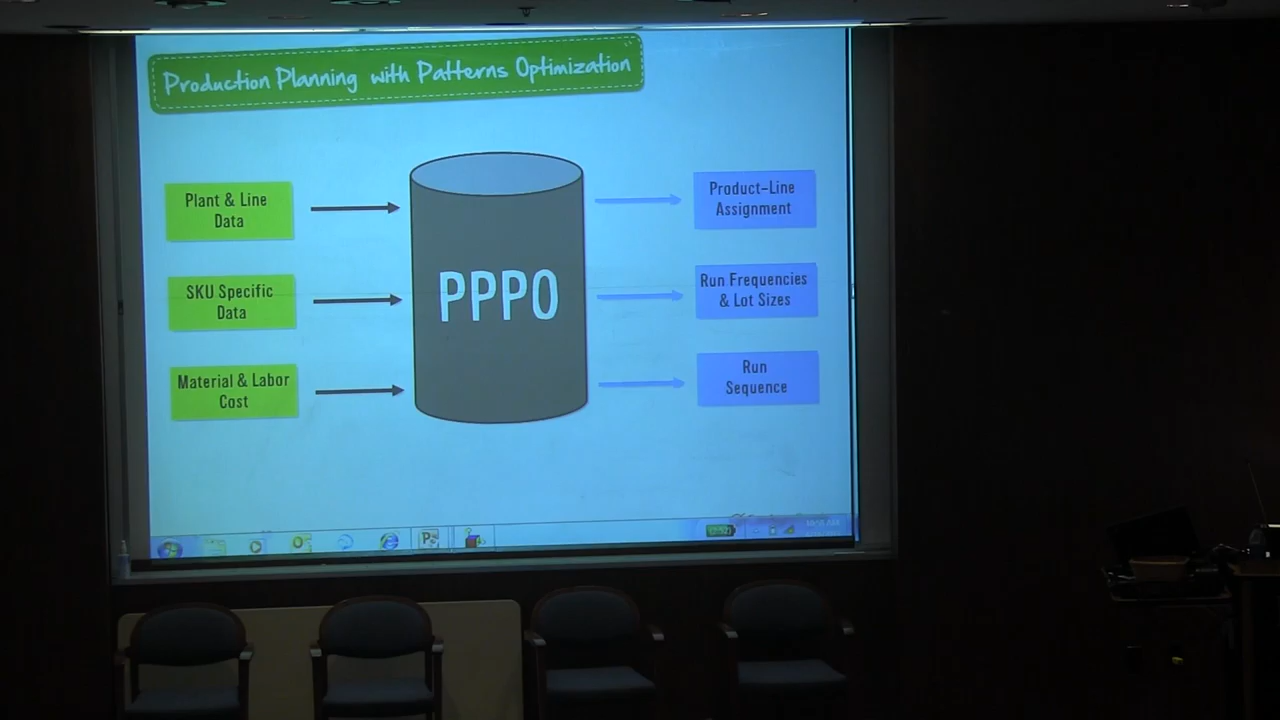 Production Planning with Patterns Optimization
Plant & Line
Data
SKU Specific
Data
Material & Labor
Cost
PPPO
Product-Line
Assignment
Run Frequencies
& Lot Sizes
Run
Sequence